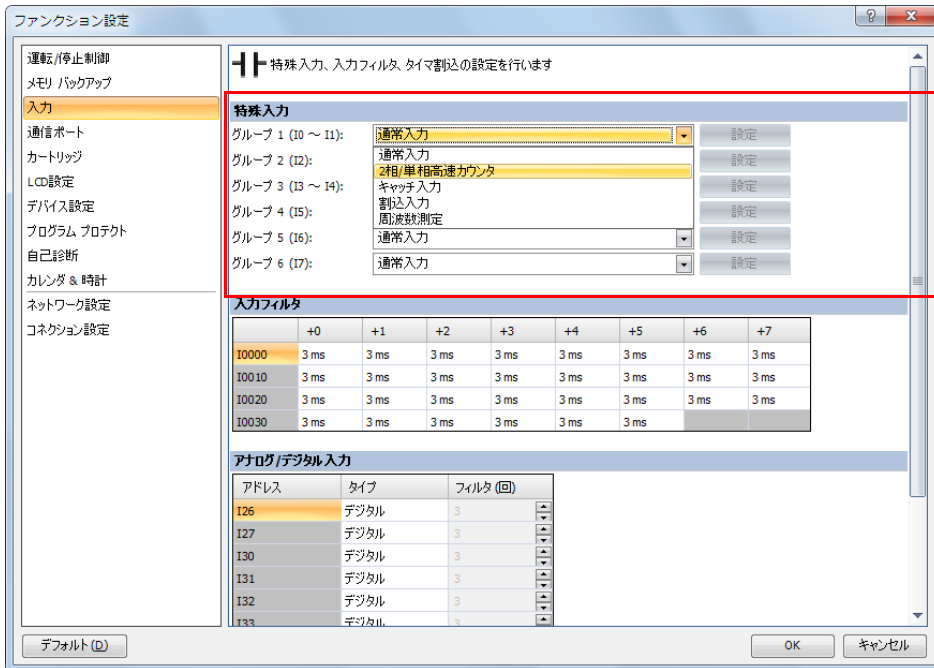 ファンクション設定
運転/停止制御
メモリ バックアップ
入力
通信ポート
カートリッジ
LCD設定
デバイス設定
プログラム プロテクト
自己診断
カレンダ & 時計
ネットワーク設定
コネクション設定
特殊入力、入力フィルタ、タイマ割込の設定を行います
特殊入力
グループ 1 (I0 ～ I1): 通常入力 設定
通常入力
グループ 2 (I2): 2相/単相高速カウンタ 設定
グループ 3 (I3 ～ I4): キャッチ入力 設定
割込入力
グループ 4 (I5): 周波数測定 設定
グループ 5 (I6): 通常入力 設定
グループ 6 (I7): 通常入力 設定
入力フィルタ
+0 +1 +2 +3 +4 +5 +6 +7
I0000 3 ms 3 ms 3 ms 3 ms 3 ms 3 ms 3 ms 3 ms
I0010 3 ms 3 ms 3 ms 3 ms 3 ms 3 ms 3 ms 3 ms
I0020 3 ms 3 ms 3 ms 3 ms 3 ms 3 ms 3 ms 3 ms
I0030 3 ms 3 ms 3 ms 3 ms 3 ms 3 ms
アナログ/デジタル入力
アドレス タイプ フィルタ (回)
I26 デジタル 3
I27 デジタル 3
I30 デジタル 3
I31 デジタル 3
I32 デジタル 3
I33 デジタル 3
デフォルト (D) OK キャンセル